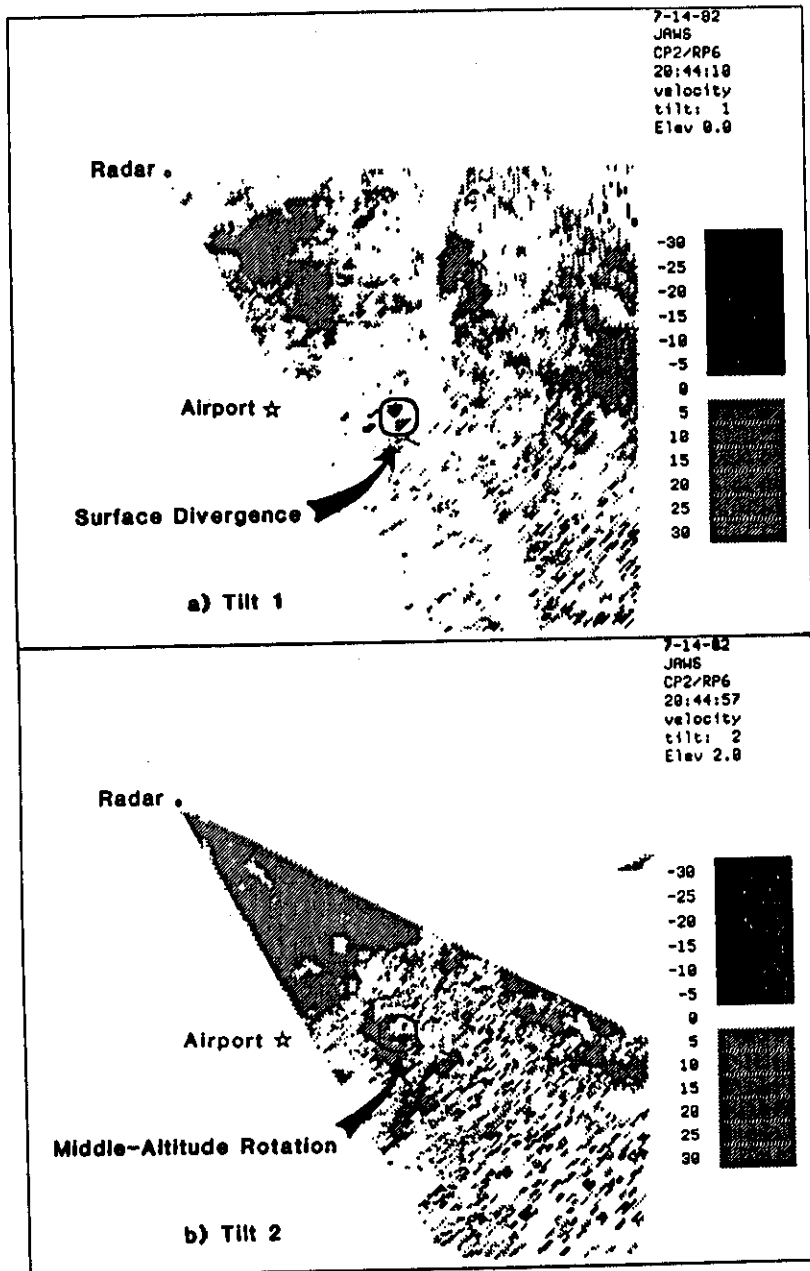 7-14-82
JAWS
CP2/RP6
20:44:10
velocity
tilt: 1
Elev 0.0
Radar
-30
-25
-20
-15
-10
-5
0
5
10
15
20
25
30
Airport ☆
Surface Divergence
a) Tilt 1
7-14-82
JAWS
CP2/RP6
20:44:57
velocity
tilt: 2
Elev 2.0
Radar
-30
-25
-20
-15
-10
-5
0
5
10
15
20
25
30
Airport ☆
Middle-Altitude Rotation
b) Tilt 2